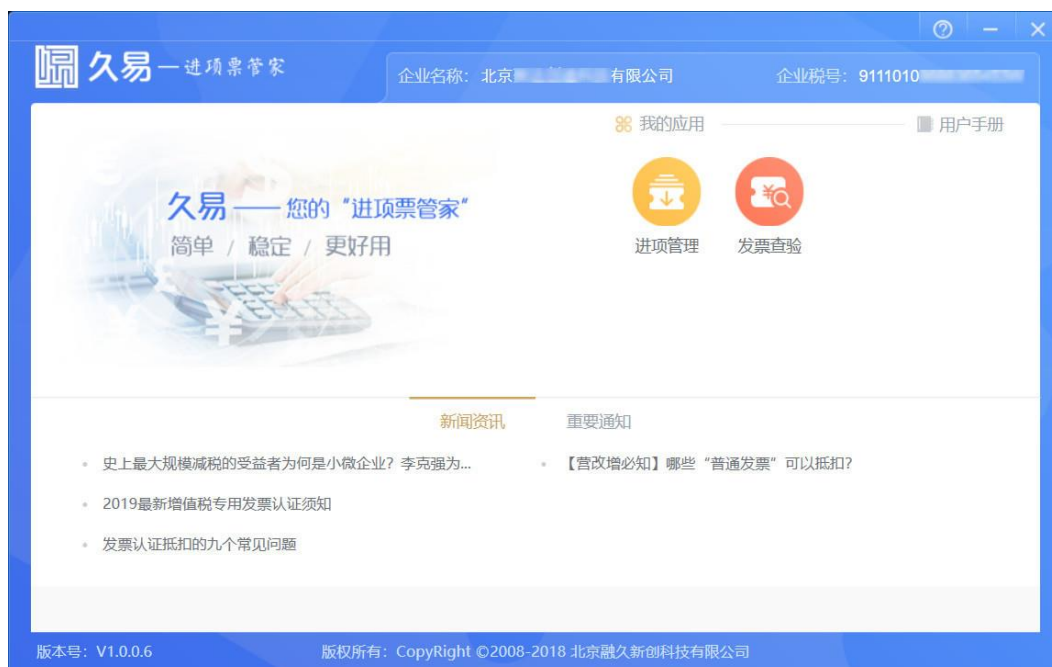 久易—进项票管家
企业名称：北京 有限公司
企业税号：9111010
我的应用
用户手册
久易——您的“进项票管家”
简单 / 稳定 / 更好用
进项管理
发票查验
新闻资讯
重要通知
史上最大规模减税的受益者为何是小微企业？李克强为...
【营改增必知】哪些“普通发票”可以抵扣？
2019最新增值税专用发票认证须知
发票认证抵扣的九个常见问题
版本号：V1.0.0.6
版权所有：CopyRight ©2008-2018 北京融久新创科技有限公司